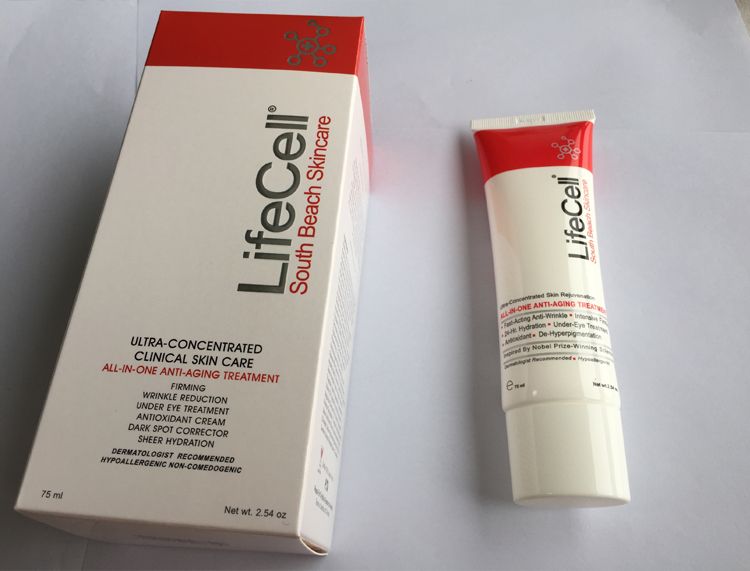 LifeCell®
South Beach Skincare
ULTRA-CONCENTRATED
CLINICAL SKIN CARE
ALL-IN-ONE ANTI-AGING TREATMENT
FIRMING
WRINKLE REDUCTION
UNDER EYE TREATMENT
ANTIOXIDANT CREAM
DARK SPOT CORRECTOR
SHEER HYDRATION
DERMATOLOGIST RECOMMENDED
HYPOALLERGENIC NON-COMEDOGENIC
75 ml Net wt. 2.54 oz
LifeCell®
South Beach Skincare
Ultra-Concentrated Skin Rejuvenation
ALL-IN-ONE ANTI-AGING TREATMENT
• Fast-Acting Anti-Wrinkle • Intensive
• 24-Hr. Hydration • Under-Eye Treatment
• Antioxidant • De-Hyperpigmentation
Inspired By Nobel Prize-Winning
Dermatologist Recommended • Hypoallergenic
75 ml Net wt. 2.54